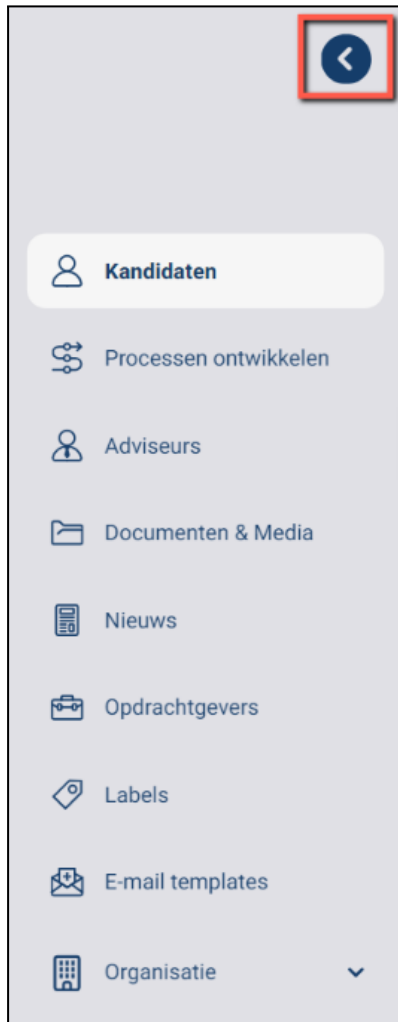 Kandidaten
Processen ontwikkelen
Adviseurs
Documenten & Media
Nieuws
Opdrachtgevers
Labels
E-mail templates
Organisatie